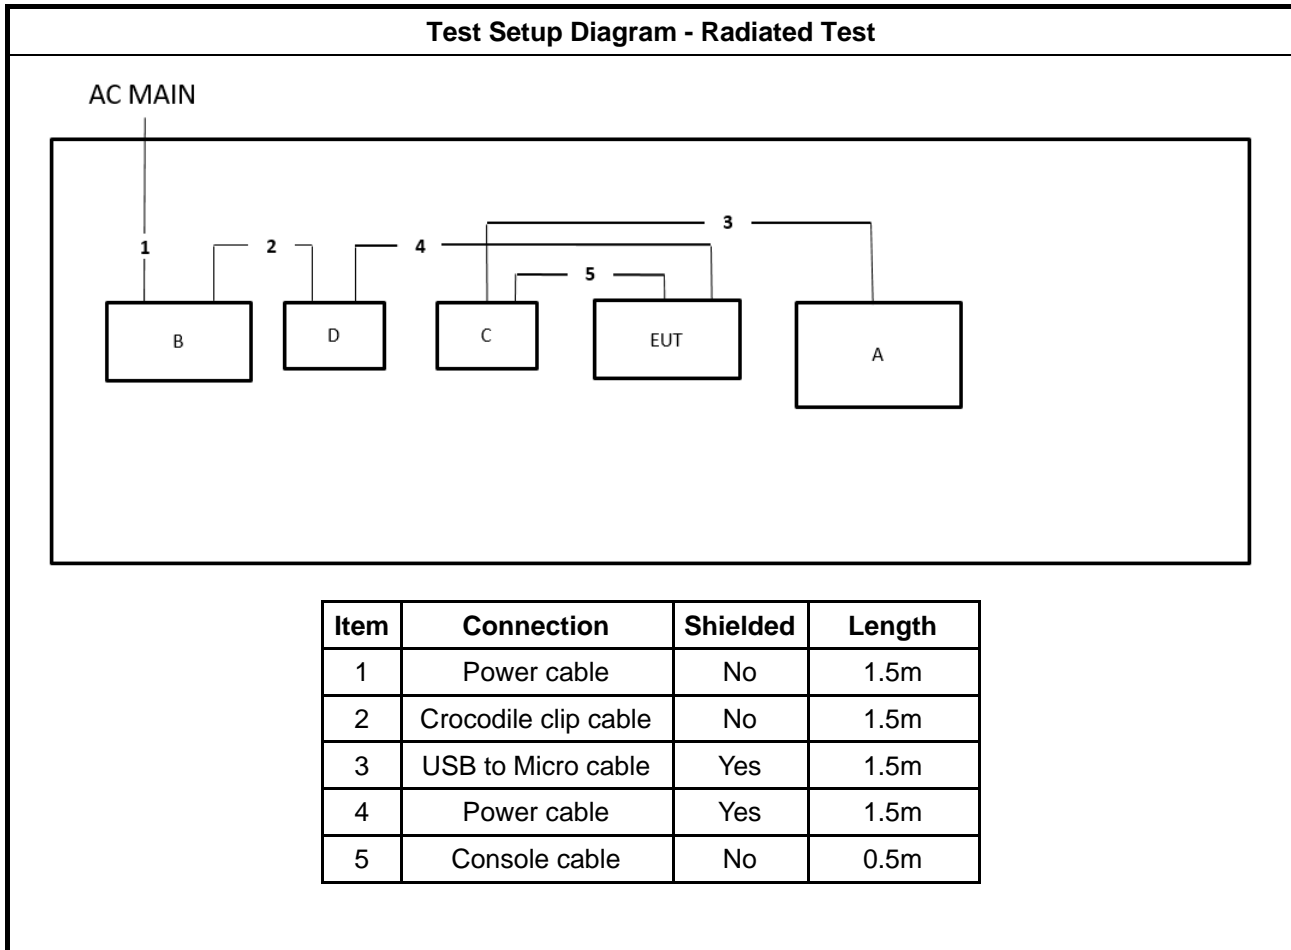 Test Setup Diagram - Radiated Test
AC MAIN
3
1 2 4
5
B D C EUT A
Item Connection Shielded Length
1 Power cable No 1.5m
2 Crocodile clip cable No 1.5m
3 USB to Micro cable Yes 1.5m
4 Power cable Yes 1.5m
5 Console cable No 0.5m